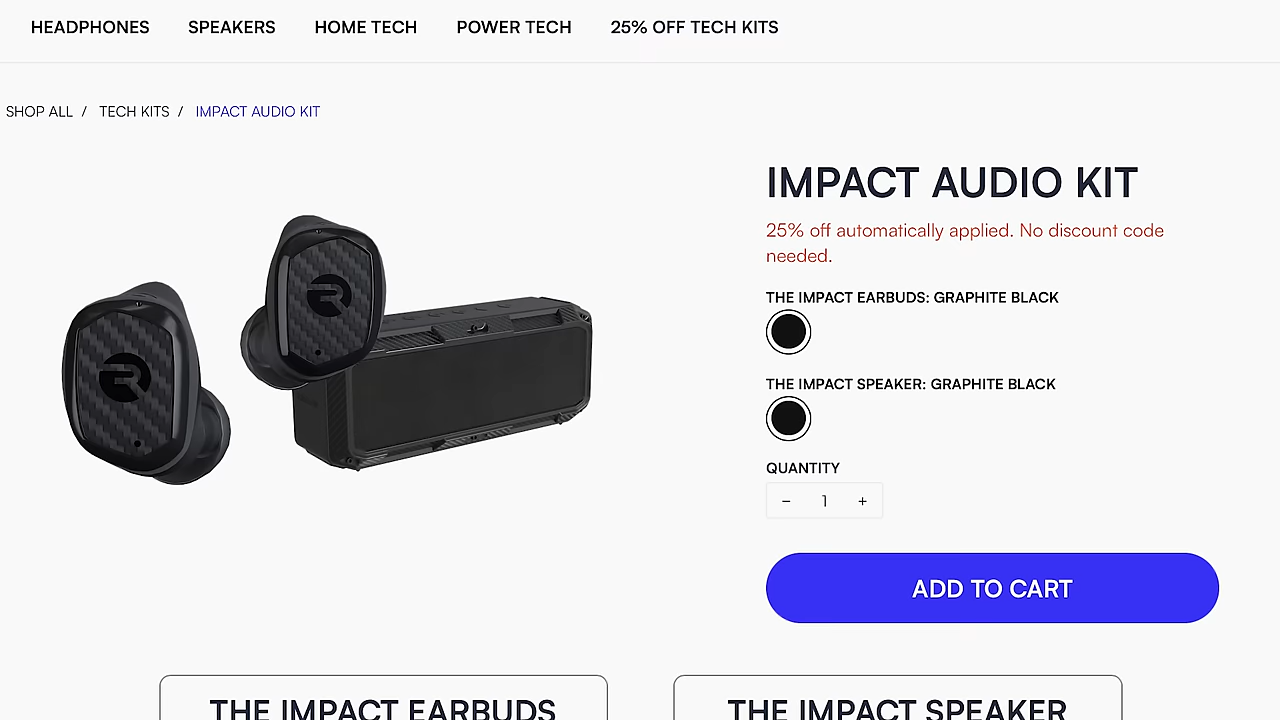 HEADPHONES SPEAKERS HOME TECH POWER TECH 25% OFF TECH KITS
SHOP ALL / TECH KITS / IMPACT AUDIO KIT
IMPACT AUDIO KIT
25% off automatically applied. No discount code
needed.
THE IMPACT EARBUDS: GRAPHITE BLACK
THE IMPACT SPEAKER: GRAPHITE BLACK
QUANTITY
− 1 +
ADD TO CART
THE IMPACT EARBUDS
THE IMPACT SPEAKER